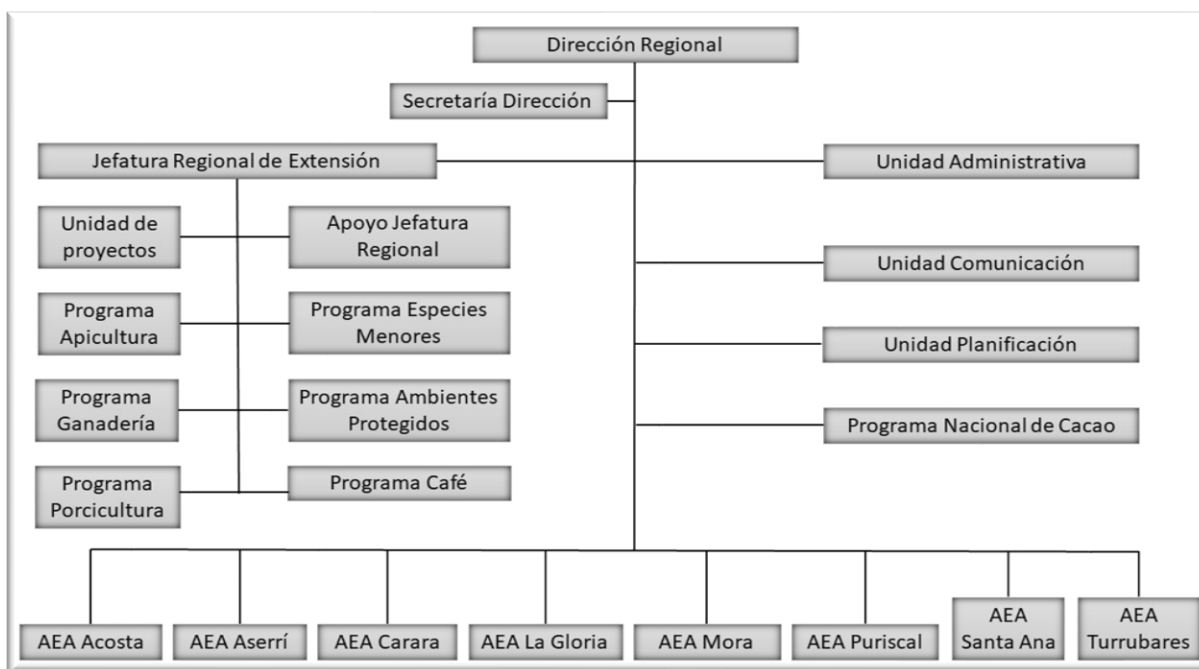 Dirección Regional
Secretaría Dirección
Jefatura Regional de Extensión
Unidad Administrativa
Unidad de
proyectos
Apoyo Jefatura
Regional
Unidad Comunicación
Programa
Apicultura
Programa Especies
Menores
Unidad Planificación
Programa
Ganadería
Programa Ambientes
Protegidos
Programa Nacional de Cacao
Programa
Porcicultura
Programa Café
AEA Acosta
AEA Aserrí
AEA Carara
AEA La Gloria
AEA Mora
AEA Puriscal
AEA
Santa Ana
AEA
Turrubares